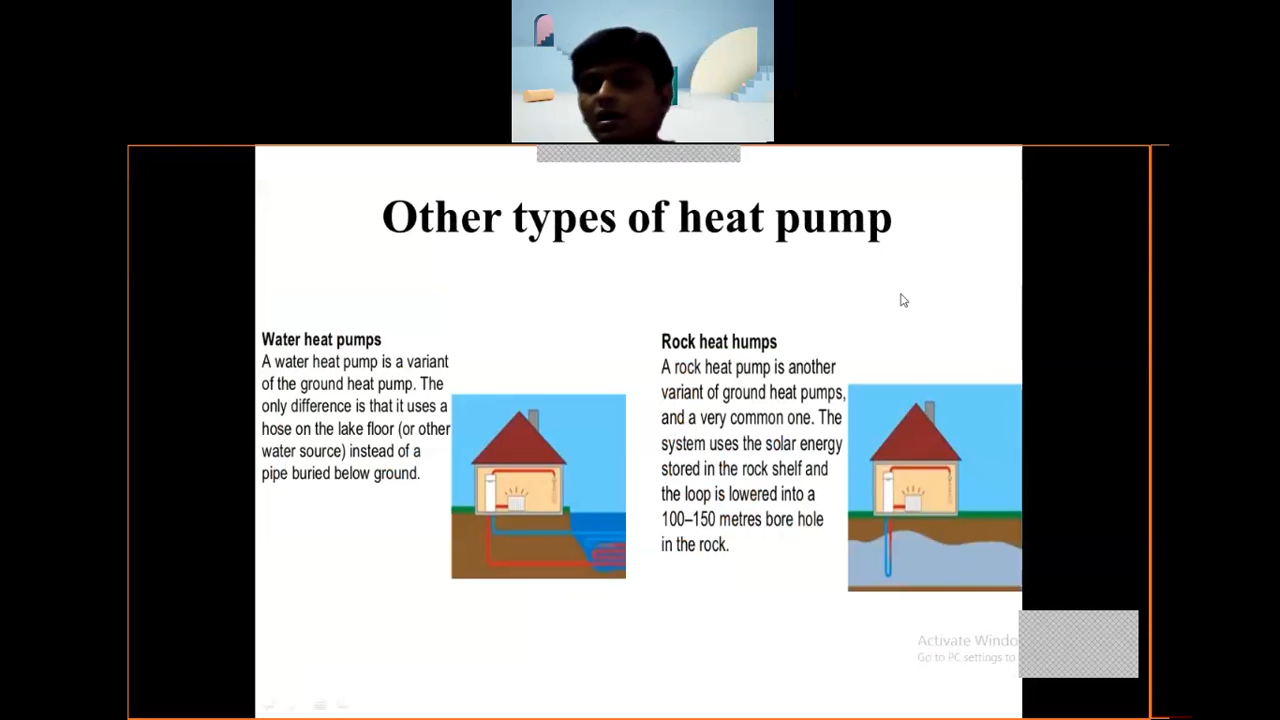 Other types of heat pump
Water heat pumps
A water heat pump is a variant
of the ground heat pump. The
only difference is that it uses a
hose on the lake floor (or other
water source) instead of a
pipe buried below ground.
Rock heat humps
A rock heat pump is another
variant of ground heat pumps,
and a very common one. The
system uses the solar energy
stored in the rock shelf and
the loop is lowered into a
100–150 metres bore hole
in the rock.
Activate Windo
Go to PC settings to